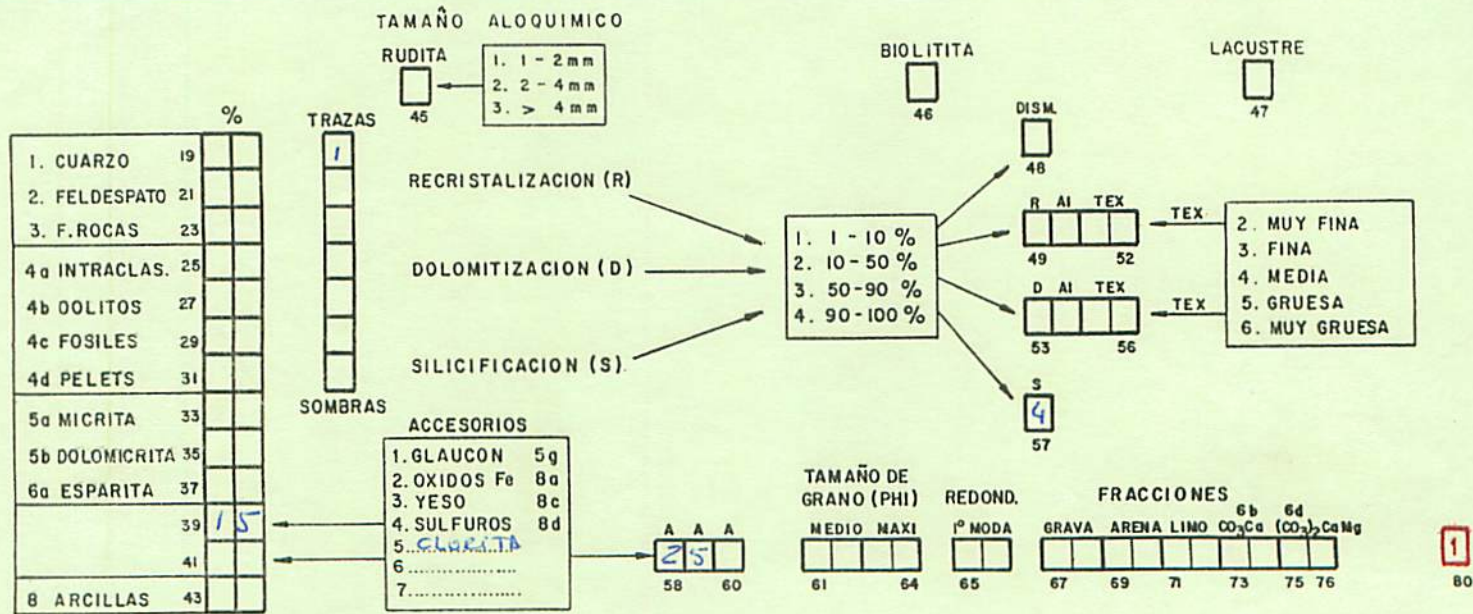 TAMAÑO ALOQUIMICO
RUDITA
45
1. 1 - 2 mm
2. 2 - 4 mm
3. > 4 mm
BIOLITITA
46
LACUSTRE
47
%
1. CUARZO 19
2. FELDESPATO 21
3. F.ROCAS 23
4a INTRACLAS. 25
4b OOLITOS 27
4c FOSILES 29
4d PELETS 31
5a MICRITA 33
5b DOLOMICRITA 35
6a ESPARITA 37
39 1 5
41
8 ARCILLAS 43
TRAZAS
1
SOMBRAS
RECRISTALIZACION (R)
DOLOMITIZACION (D)
SILICIFICACION (S)
1. 1 - 10 %
2. 10 - 50 %
3. 50 - 90 %
4. 90 - 100 %
DISM.
48
R AI TEX
49 52
D AI TEX
53 56
S
4
57
TEX
TEX
2. MUY FINA
3. FINA
4. MEDIA
5. GRUESA
6. MUY GRUESA
ACCESORIOS
1. GLAUCON 5g
2. OXIDOS Fe 8a
3. YESO 8c
4. SULFUROS 8d
5 CLORITA
6
7
A A A
2 5
58 60
TAMAÑO DE
GRANO (PHI)
MEDIO MAXI
61 64
REDOND.
1º MODA
65
FRACCIONES
6b 6d
GRAVA ARENA LIMO CO3Ca (CO3)2CaMg
67 69 71 73 75 76
1
80